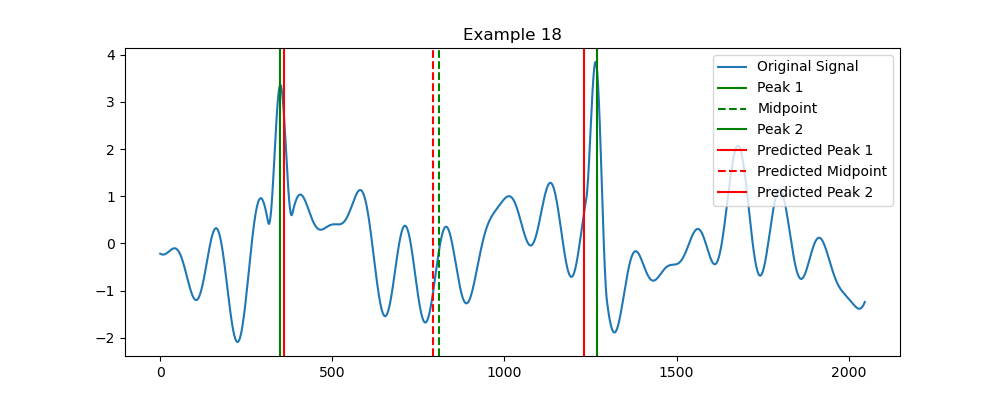 Example 18
4
3
2
1
0
−1
−2
0
500
1000
1500
2000
Original Signal
Peak 1
Midpoint
Peak 2
Predicted Peak 1
Predicted Midpoint
Predicted Peak 2